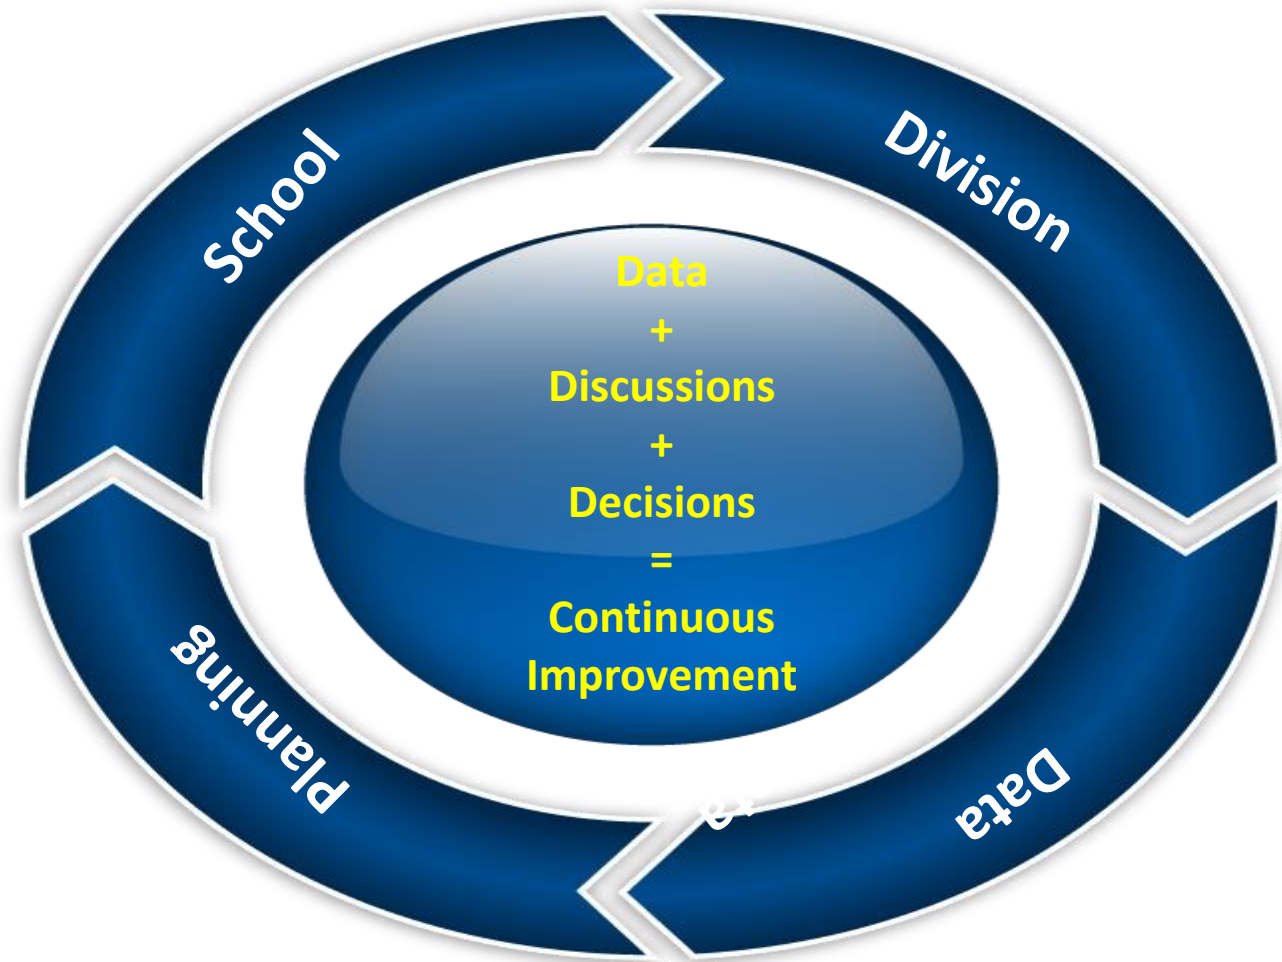 School
Division
Data
+
Discussions
+
Decisions
=
Continuous
Improvement
Planning
Data